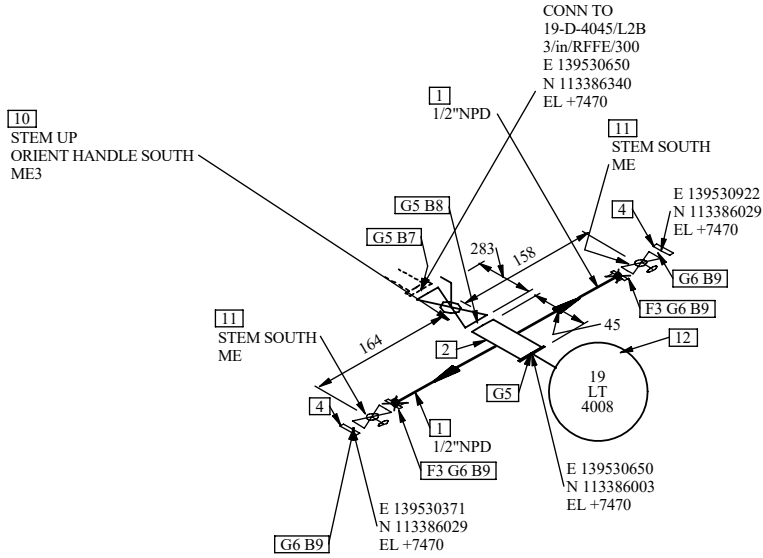 CONN TO
19-D-4045/L2B
3/in/RFFE/300
E 139530650
N 113386340
EL +7470
1
1/2"NPD
10
STEM UP
ORIENT HANDLE SOUTH
ME3
11
STEM SOUTH
ME
G5 B8
4
E 139530922
N 113386029
EL +7470
G5 B7
283
158
G6 B9
F3 G6 B9
11
STEM SOUTH
ME
164
2
45
12
G5
19
LT
4008
4
1
1/2"NPD
F3 G6 B9
E 139530650
N 113386003
EL +7470
E 139530371
N 113386029
EL +7470
G6 B9